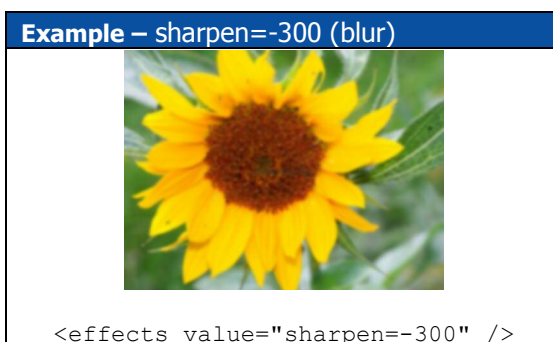 Example – sharpen=-300 (blur)
<effects value="sharpen=-300" />